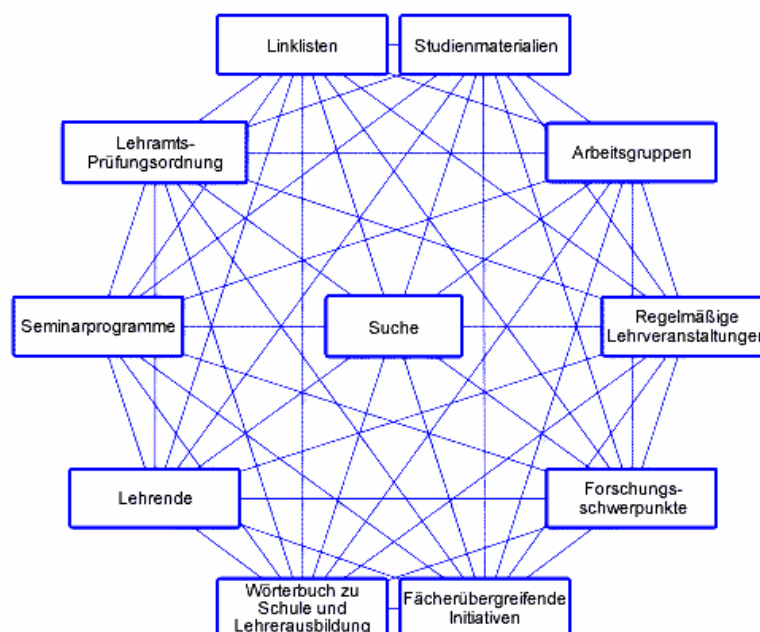 Linklisten
Studienmaterialien
Lehramts-
Prüfungsordnung
Arbeitsgruppen
Seminarprogramme
Suche
Regelmäßige
Lehrveranstaltungen
Lehrende
Forschungs-
schwerpunkte
Wörterbuch zu
Schule und
Lehrerausbildung
Fächerübergreifende
Initiativen